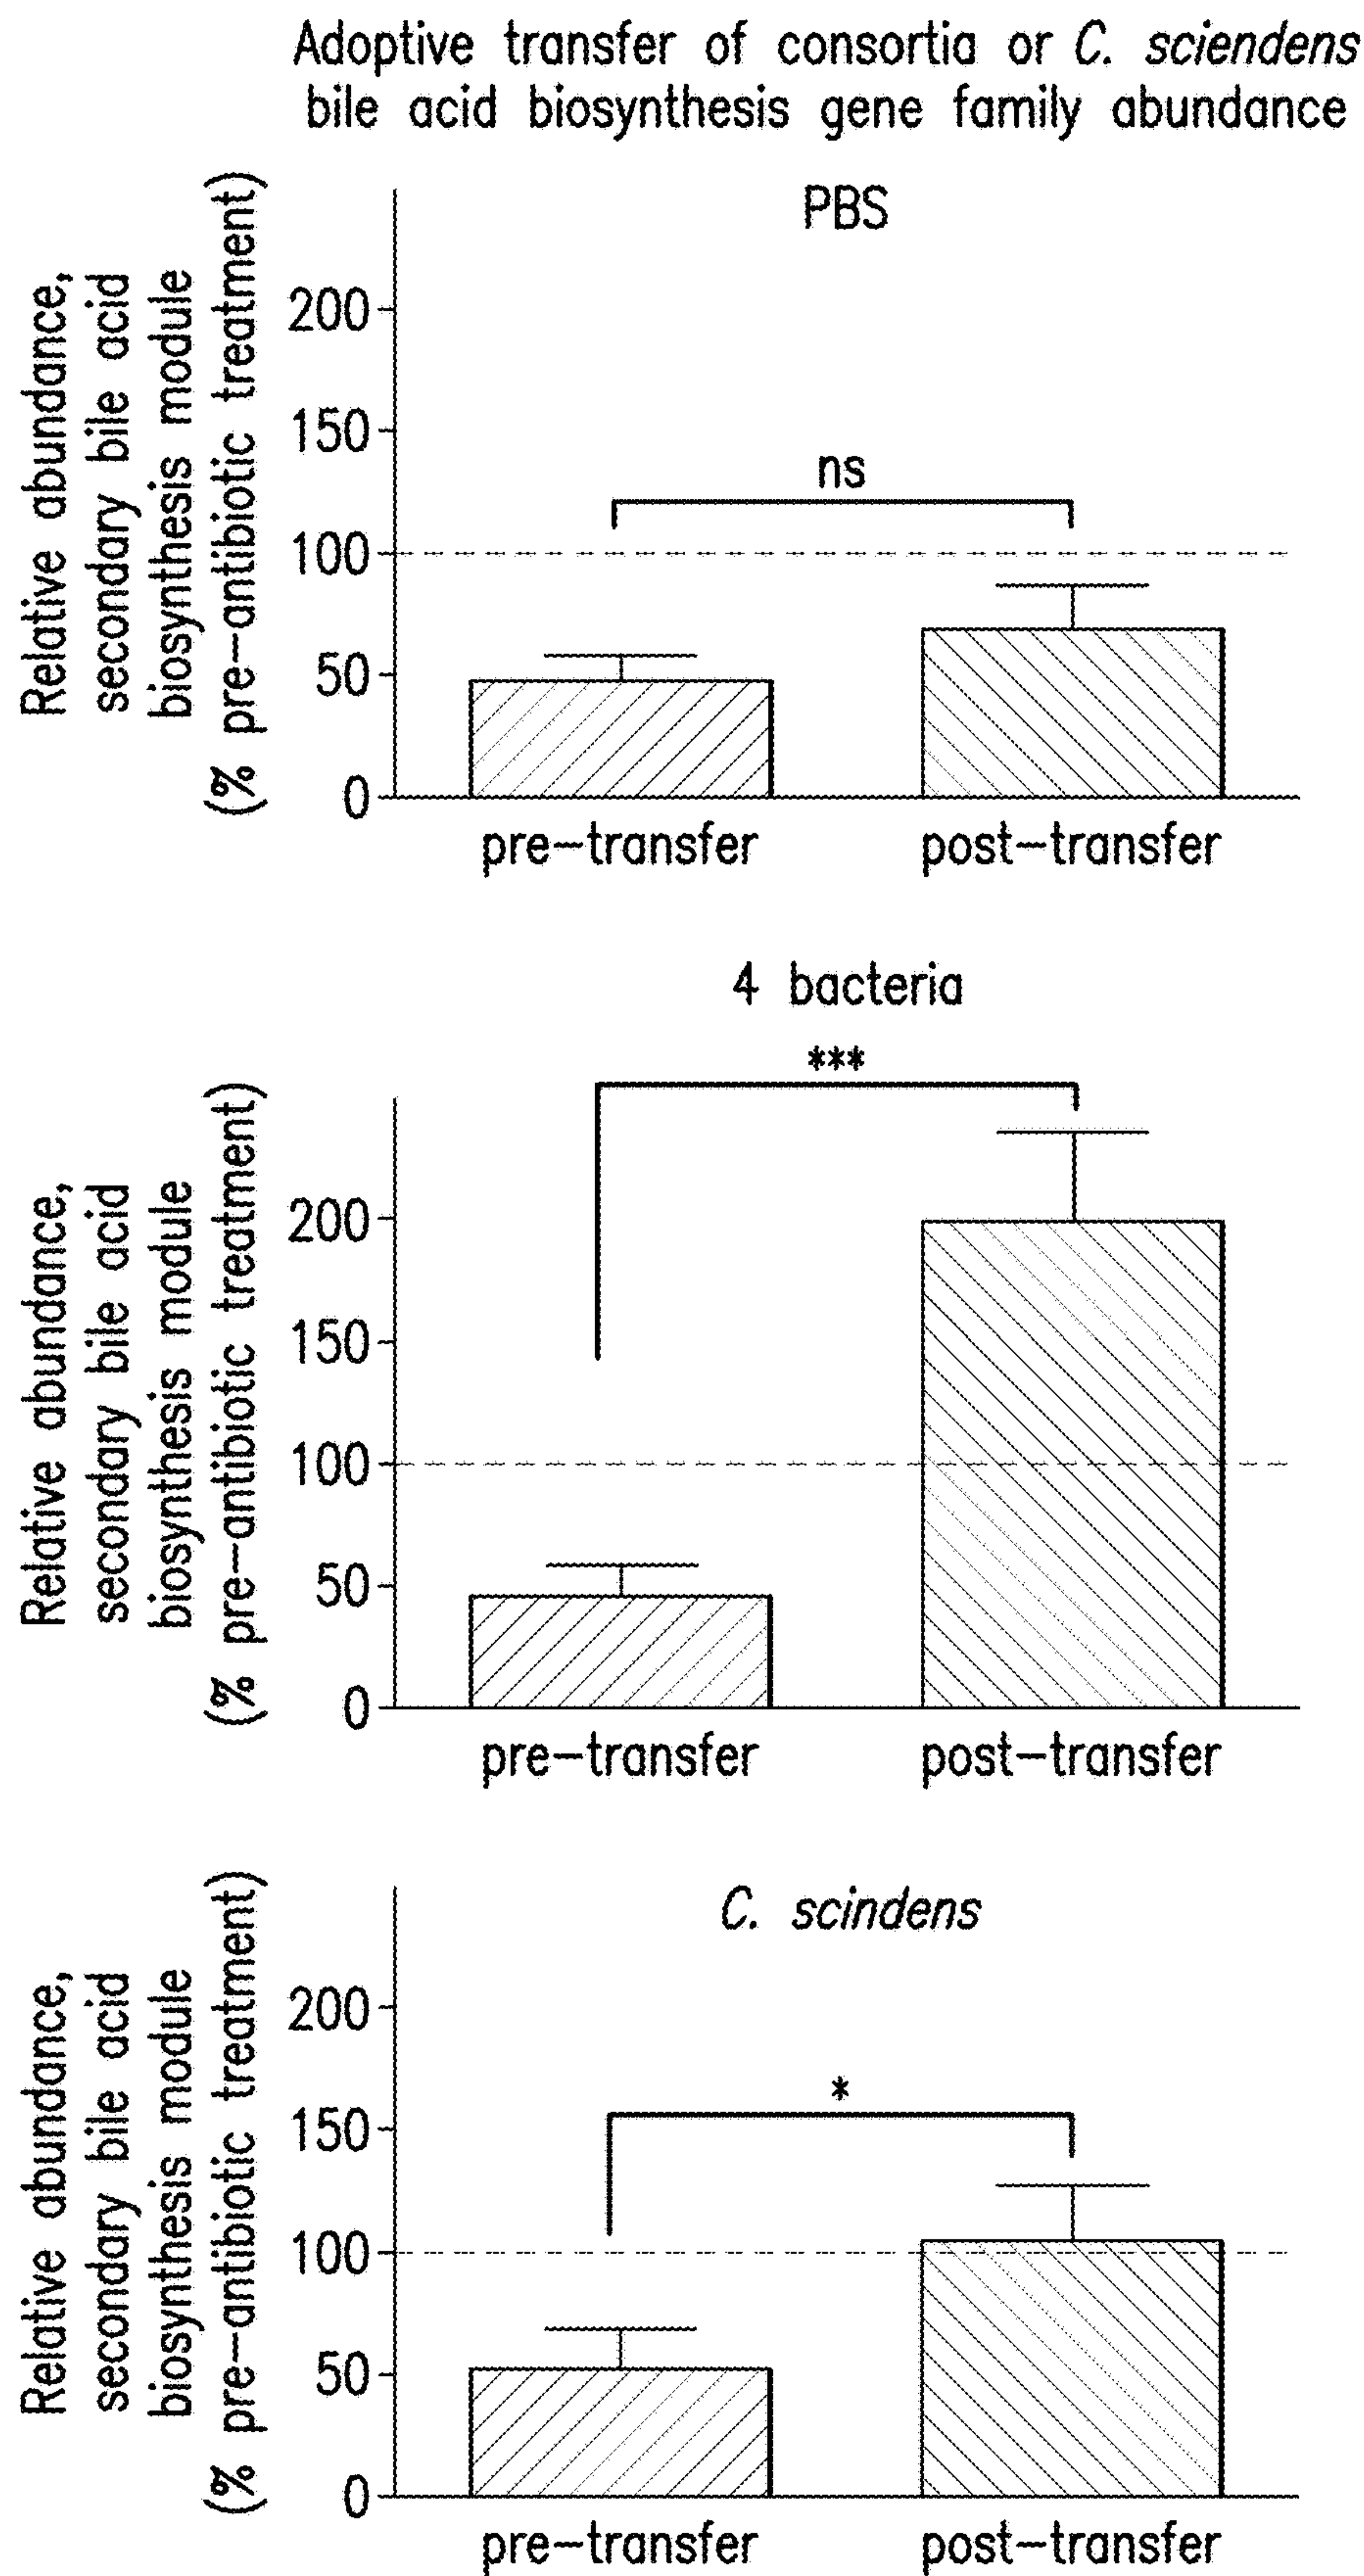 Adoptive transfer of consortia or C. sciendens
bile acid biosynthesis gene family abundance
PBS
Relative abundance,
secondary bile acid
biosynthesis module
(% pre-antibiotic treatment)
200
150
100
50
0
ns
pre-transfer
post-transfer
4 bacteria
***
Relative abundance,
secondary bile acid
biosynthesis module
(% pre-antibiotic treatment)
200
150
100
50
0
pre-transfer
post-transfer
C. scindens
Relative abundance,
secondary bile acid
biosynthesis module
(% pre-antibiotic treatment)
200
150
100
50
0
*
pre-transfer
post-transfer